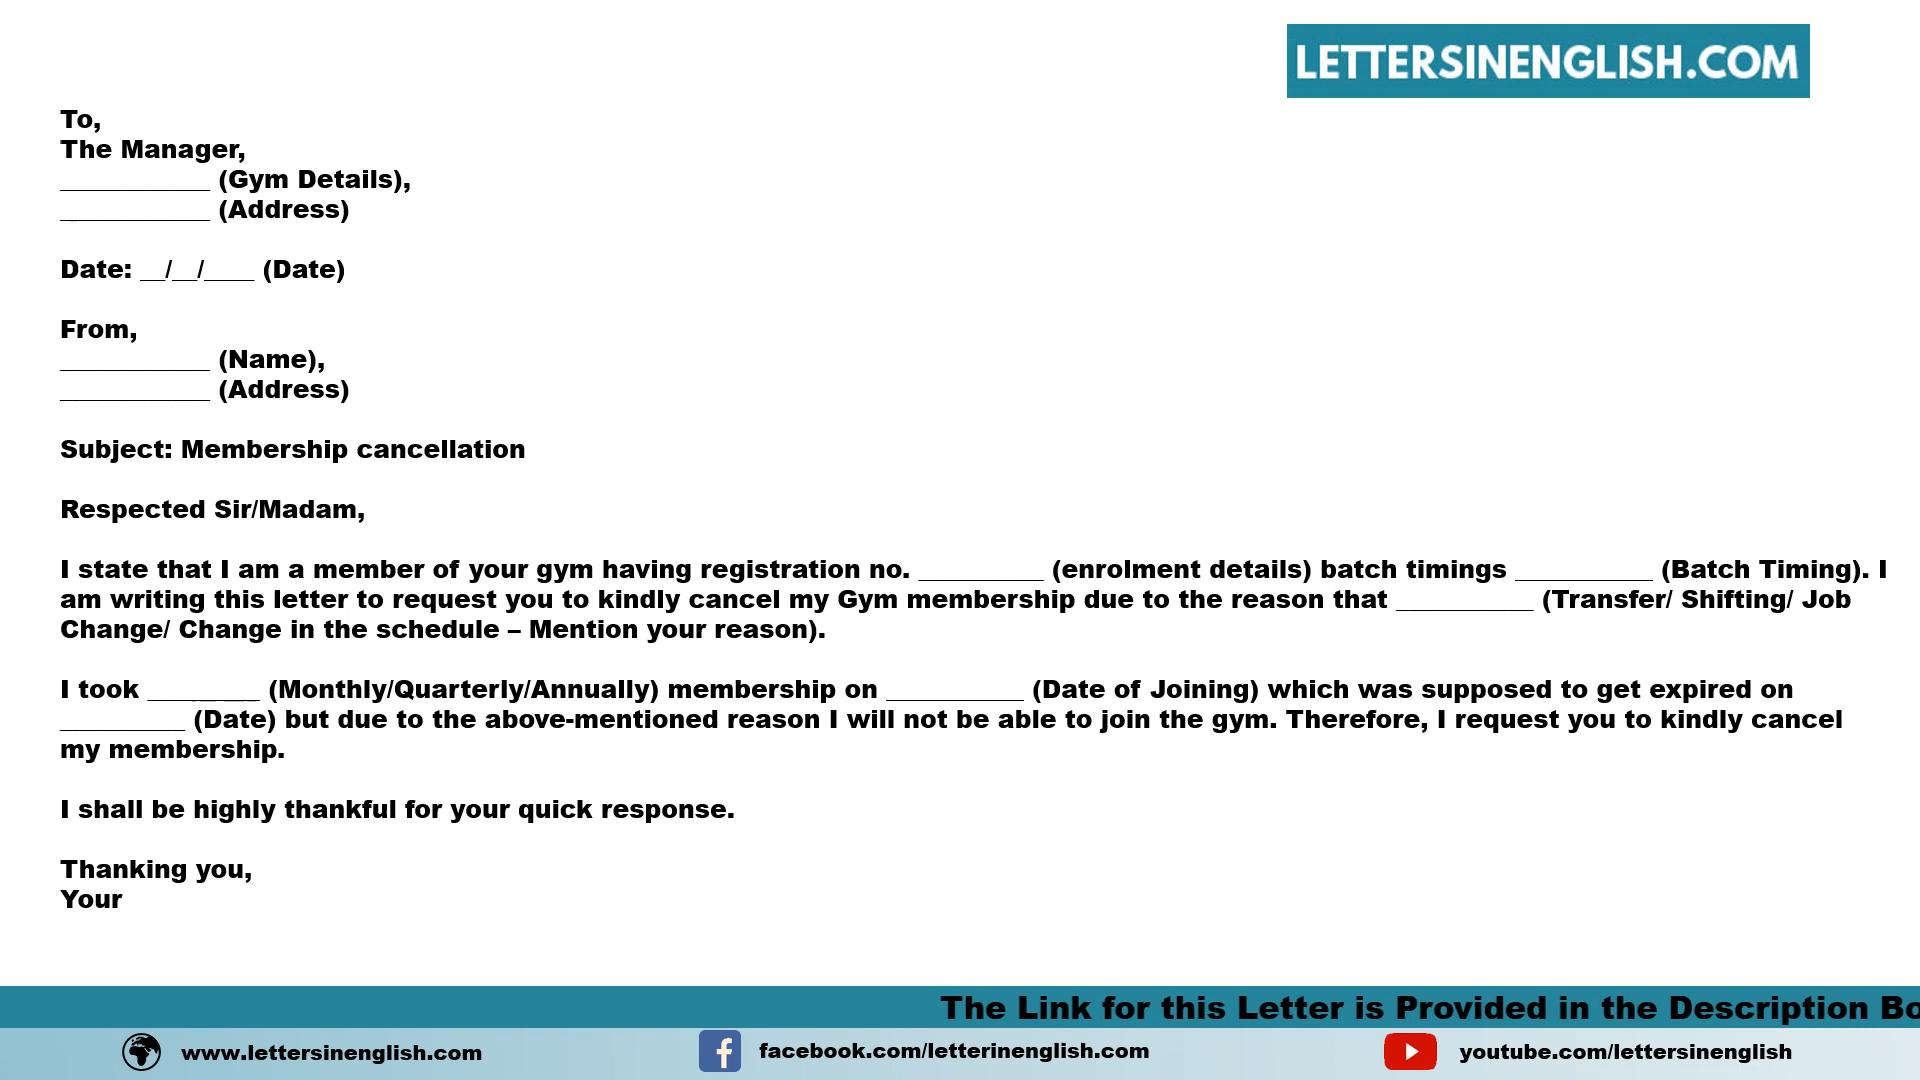 LETTERSINENGLISH.COM
To,
The Manager,
____________ (Gym Details),
____________ (Address)
Date: __/__/____ (Date)
From,
____________ (Name),
____________ (Address)
Subject: Membership cancellation
Respected Sir/Madam,
I state that I am a member of your gym having registration no. __________ (enrolment details) batch timings ___________ (Batch Timing). I
am writing this letter to request you to kindly cancel my Gym membership due to the reason that ___________ (Transfer/ Shifting/ Job
Change/ Change in the schedule – Mention your reason).
I took _________ (Monthly/Quarterly/Annually) membership on ___________ (Date of Joining) which was supposed to get expired on
__________ (Date) but due to the above-mentioned reason I will not be able to join the gym. Therefore, I request you to kindly cancel
my membership.
I shall be highly thankful for your quick response.
Thanking you,
Your
The Link for this Letter is Provided in the Description Bo
www.lettersinenglish.com
facebook.com/letterinenglish.com
youtube.com/lettersinenglish